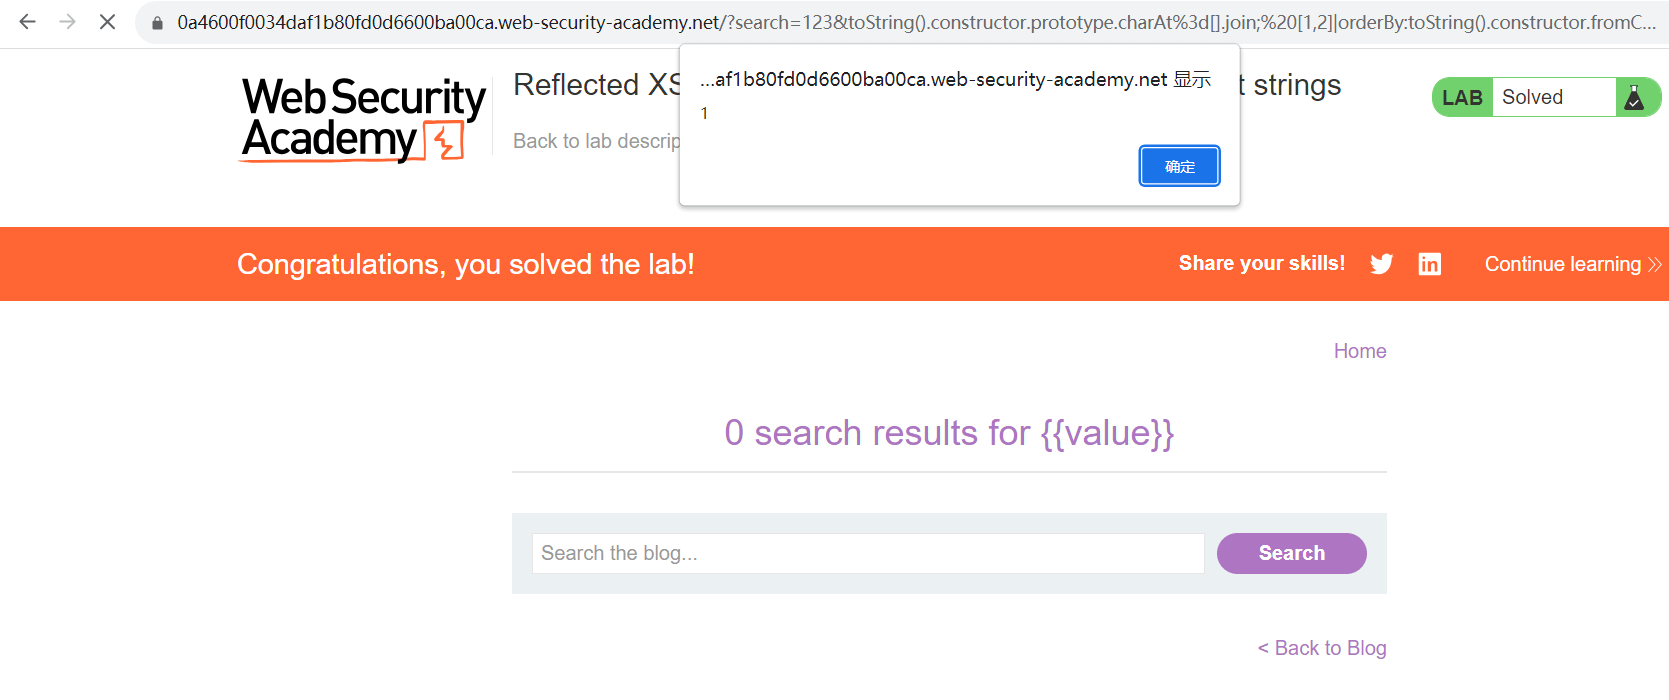 0a4600f0034daf1b80fd0d6600ba00ca.web-security-academy.net/?search=123&toString().constructor.prototype.charAt%3d[].join;%20[1,2]|orderBy:toString().constructor.fromC...
...af1b80fd0d6600ba00ca.web-security-academy.net 显示
1
确定
WebSecurity
Academy
Reflected XS
t strings
Back to lab descrip
LAB Solved
Congratulations, you solved the lab!
Share your skills!
Continue learning
Home
0 search results for {{value}}
Search the blog...
Search
< Back to Blog